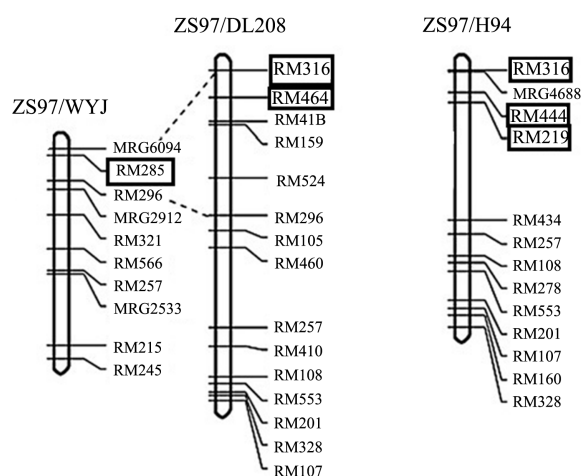 ZS97/WYJ
MRG6094
RM285
RM296
MRG2912
RM321
RM566
RM257
MRG2533
RM215
RM245
ZS97/DL208
RM316
RM464
RM41B
RM159
RM524
RM296
RM105
RM460
RM257
RM410
RM108
RM553
RM201
RM328
RM107
ZS97/H94
RM316
MRG4688
RM444
RM219
RM434
RM257
RM108
RM278
RM553
RM201
RM107
RM160
RM328